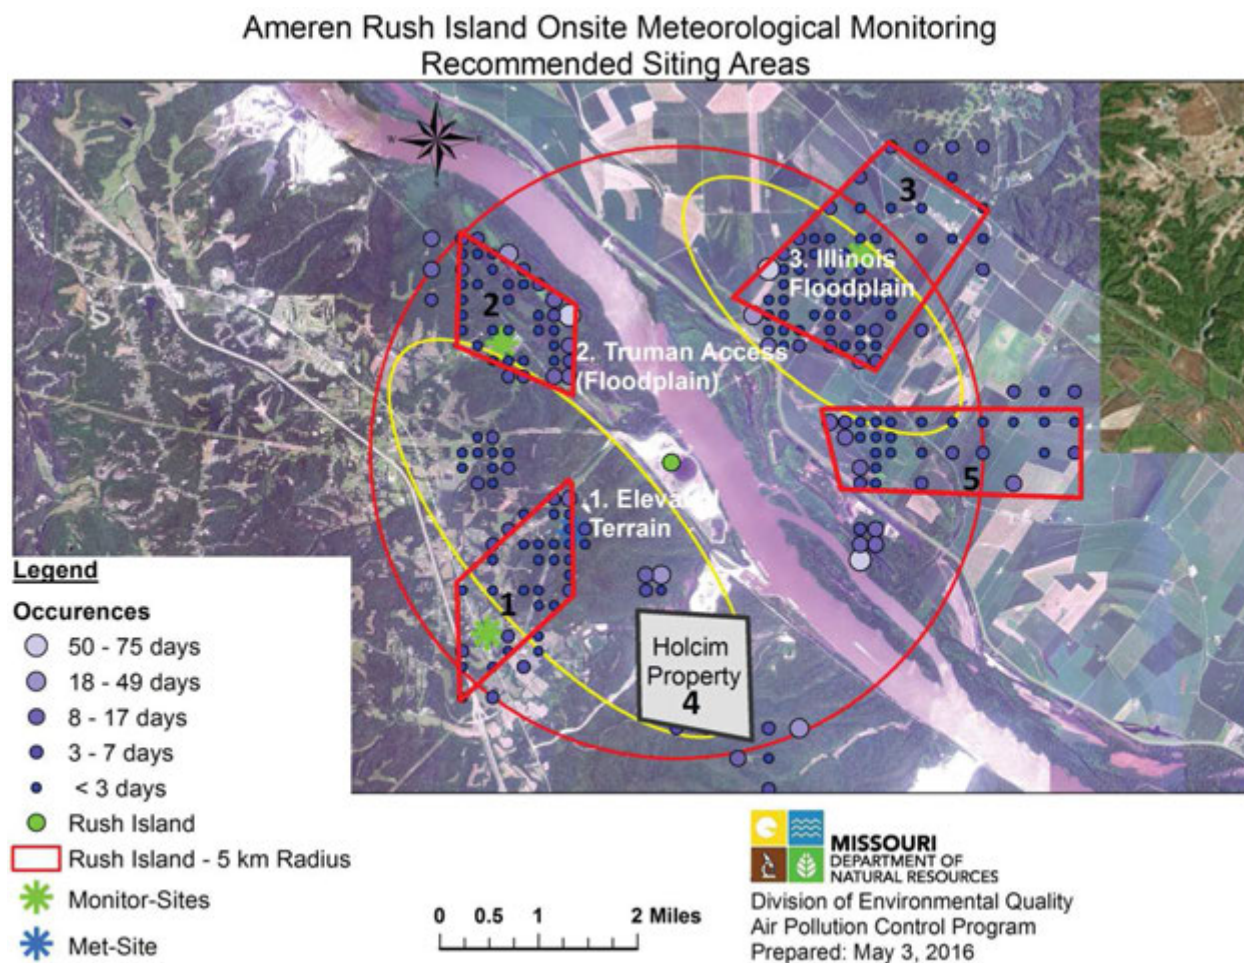 Ameren Rush Island Onsite Meteorological Monitoring
Recommended Siting Areas
3
3. Illinois
Floodplain
2
2. Truman Access
(Floodplain)
5
1. Eleva
Terrain
1
Holcim
Property
4
Legend
Occurences
50 - 75 days
18 - 49 days
8 - 17 days
3 - 7 days
< 3 days
Rush Island
Rush Island - 5 km Radius
Monitor-Sites
Met-Site
0 0.5 1 2 Miles
MISSOURI
DEPARTMENT OF
NATURAL RESOURCES
Division of Environmental Quality
Air Pollution Control Program
Prepared: May 3, 2016